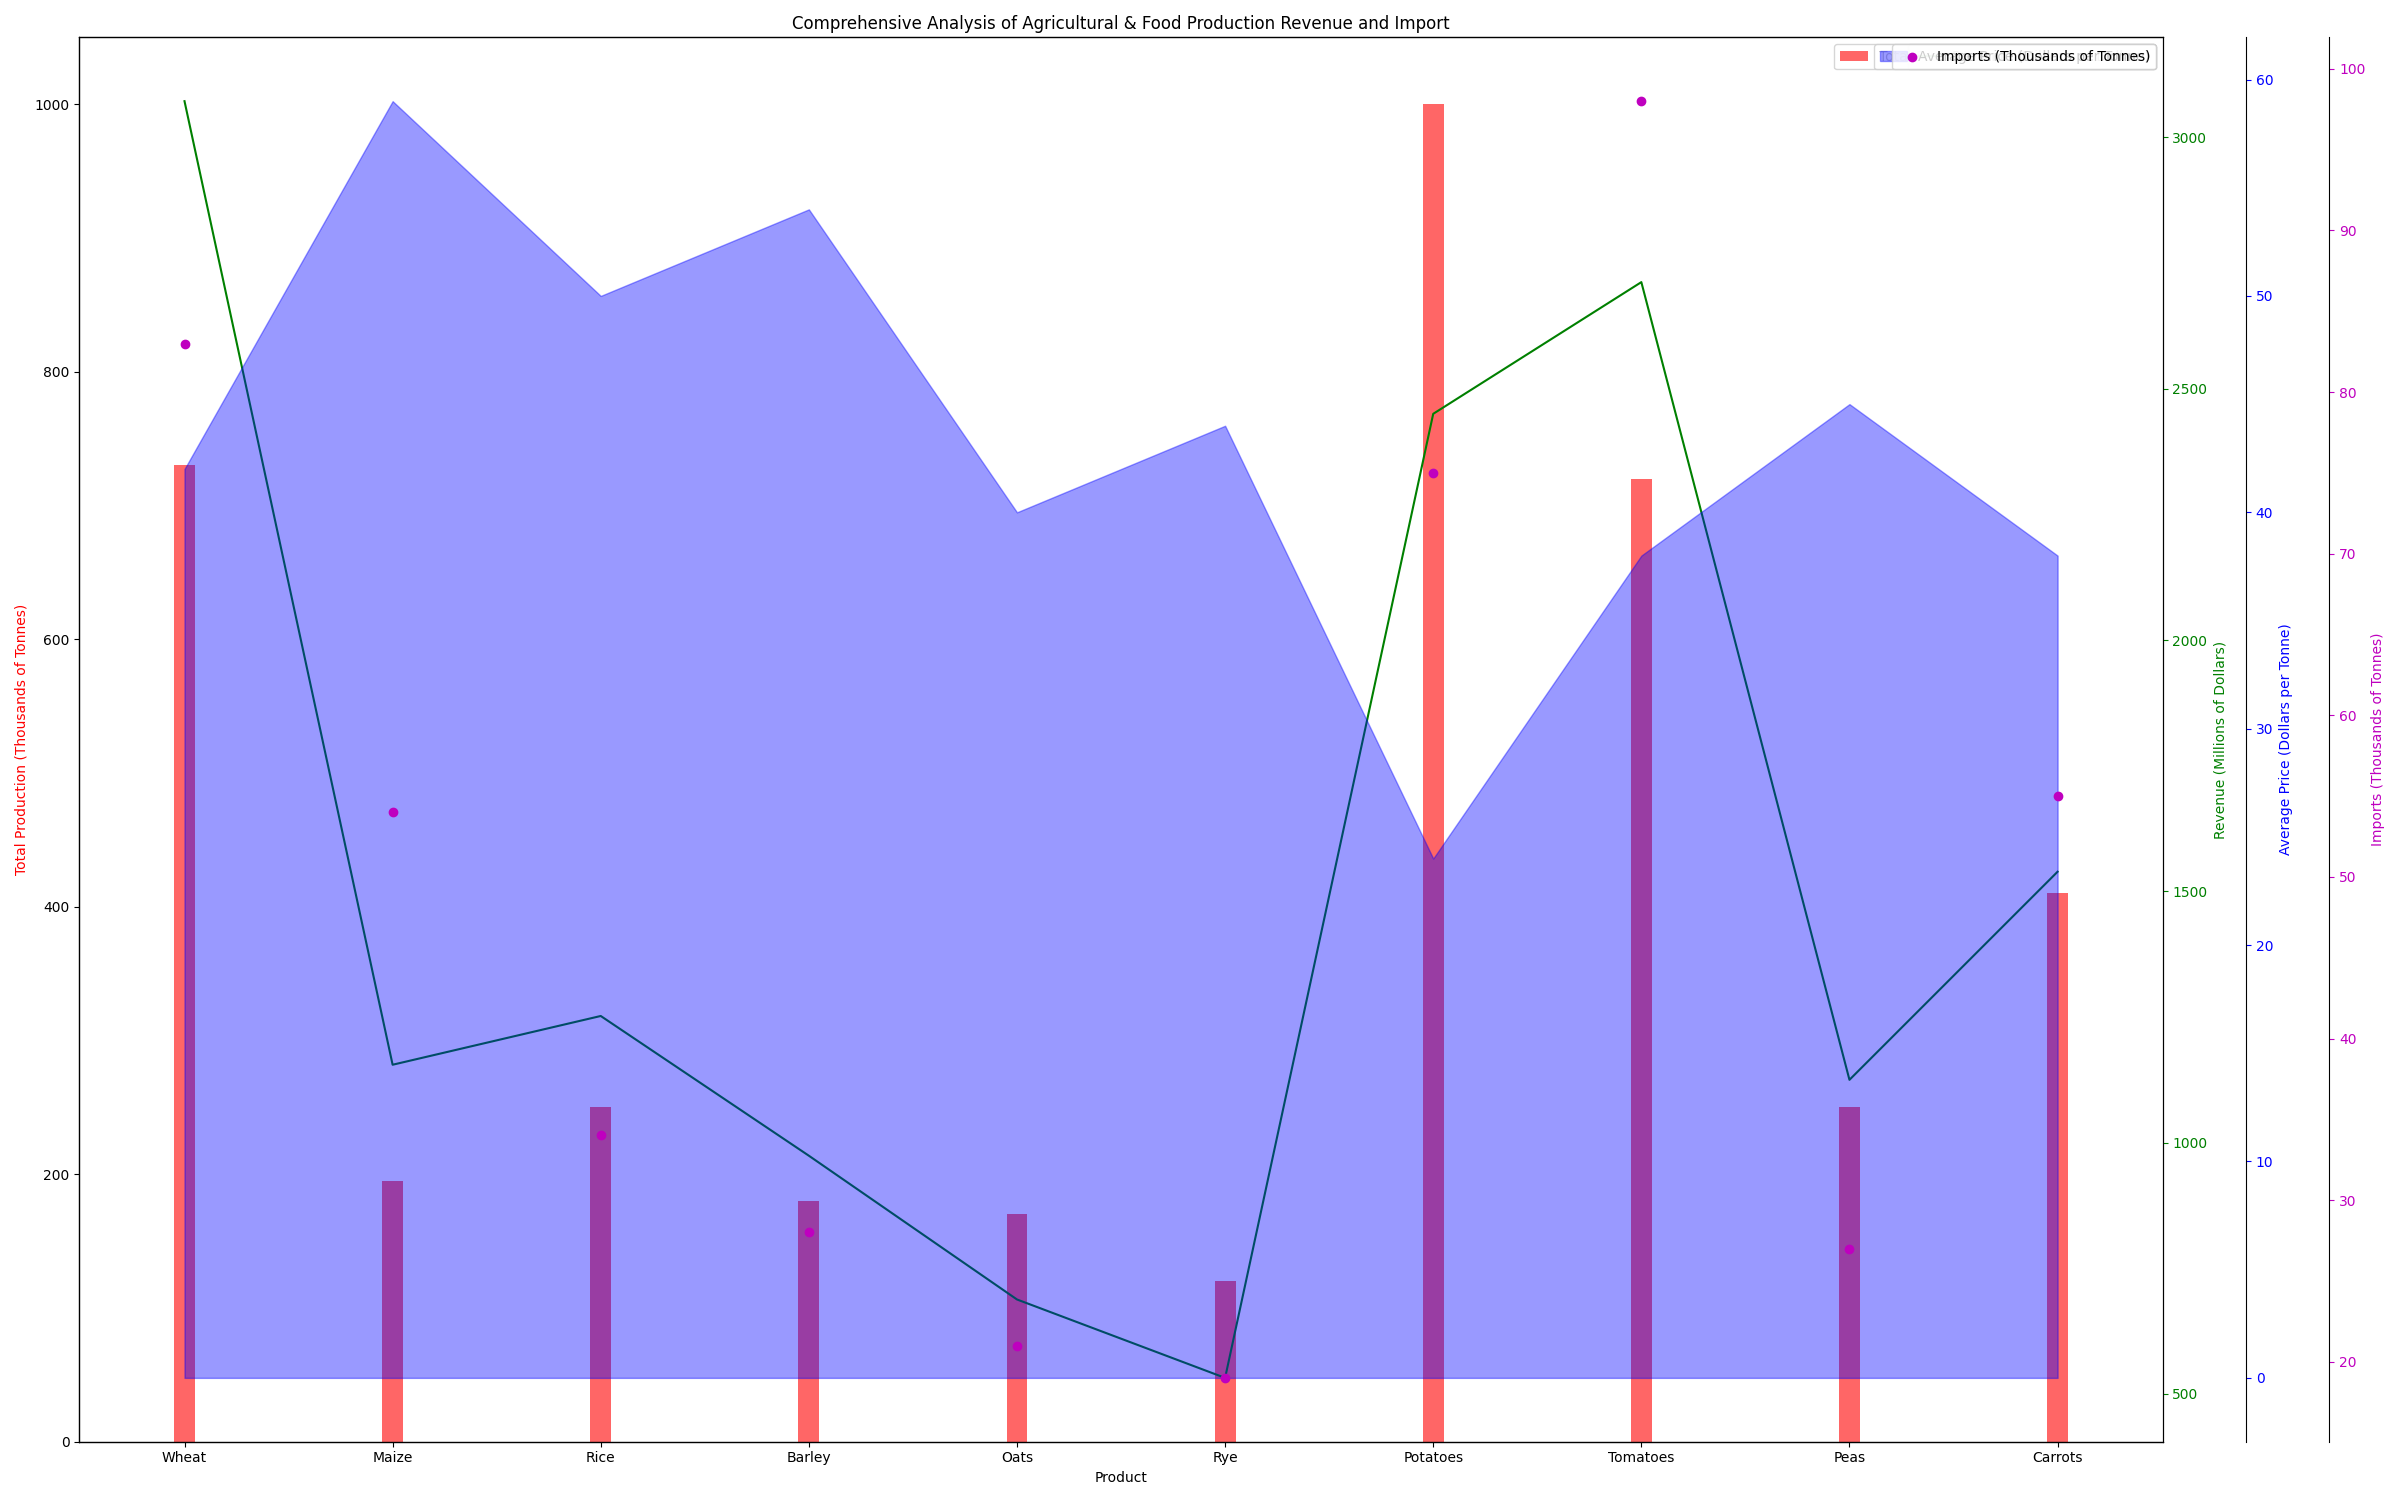 Comprehensive Analysis of Agricultural & Food Production Revenue and Import
Imports (Thousands of Tonnes)
Total Production (Thousands of Tonnes)
1000
800
600
400
200
0
Wheat
Maize
Rice
Barley
Oats
Rye
Potatoes
Tomatoes
Peas
Carrots
Product
3000
2500
2000
1500
1000
500
Revenue (Millions of Dollars)
60
50
40
30
20
10
0
Average Price (Dollars per Tonne)
100
90
80
70
60
50
40
30
20
Imports (Thousands of Tonnes)